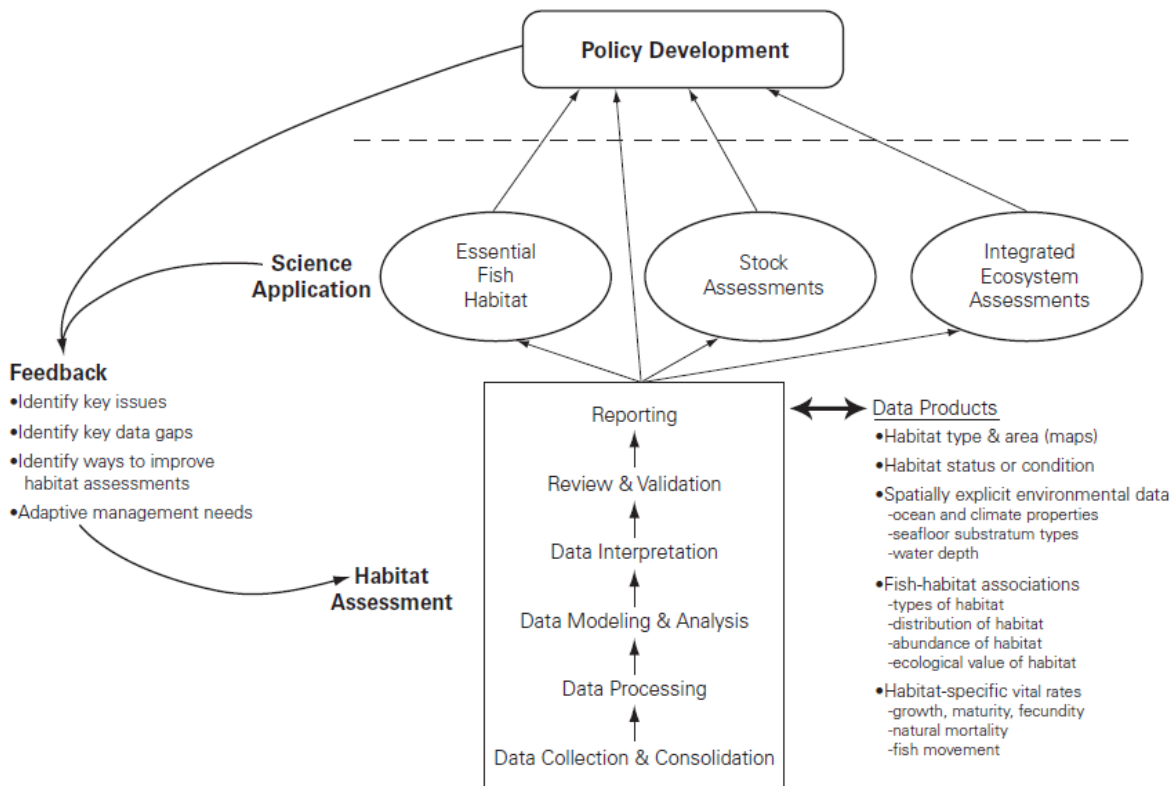 Policy Development
Essential
Fish
Habitat
Stock
Assessments
Integrated
Ecosystem
Assessments
Science
Application
Feedback
•Identify key issues
•Identify key data gaps
•Identify ways to improve
habitat assessments
•Adaptive management needs
Habitat
Assessment
Reporting
Review & Validation
Data Interpretation
Data Modeling & Analysis
Data Processing
Data Collection & Consolidation
Data Products
•Habitat type & area (maps)
•Habitat status or condition
•Spatially explicit environmental data
-ocean and climate properties
-seafloor substratum types
-water depth
•Fish-habitat associations
-types of habitat
-distribution of habitat
-abundance of habitat
-ecological value of habitat
•Habitat-specific vital rates
-growth, maturity, fecundity
-natural mortality
-fish movement